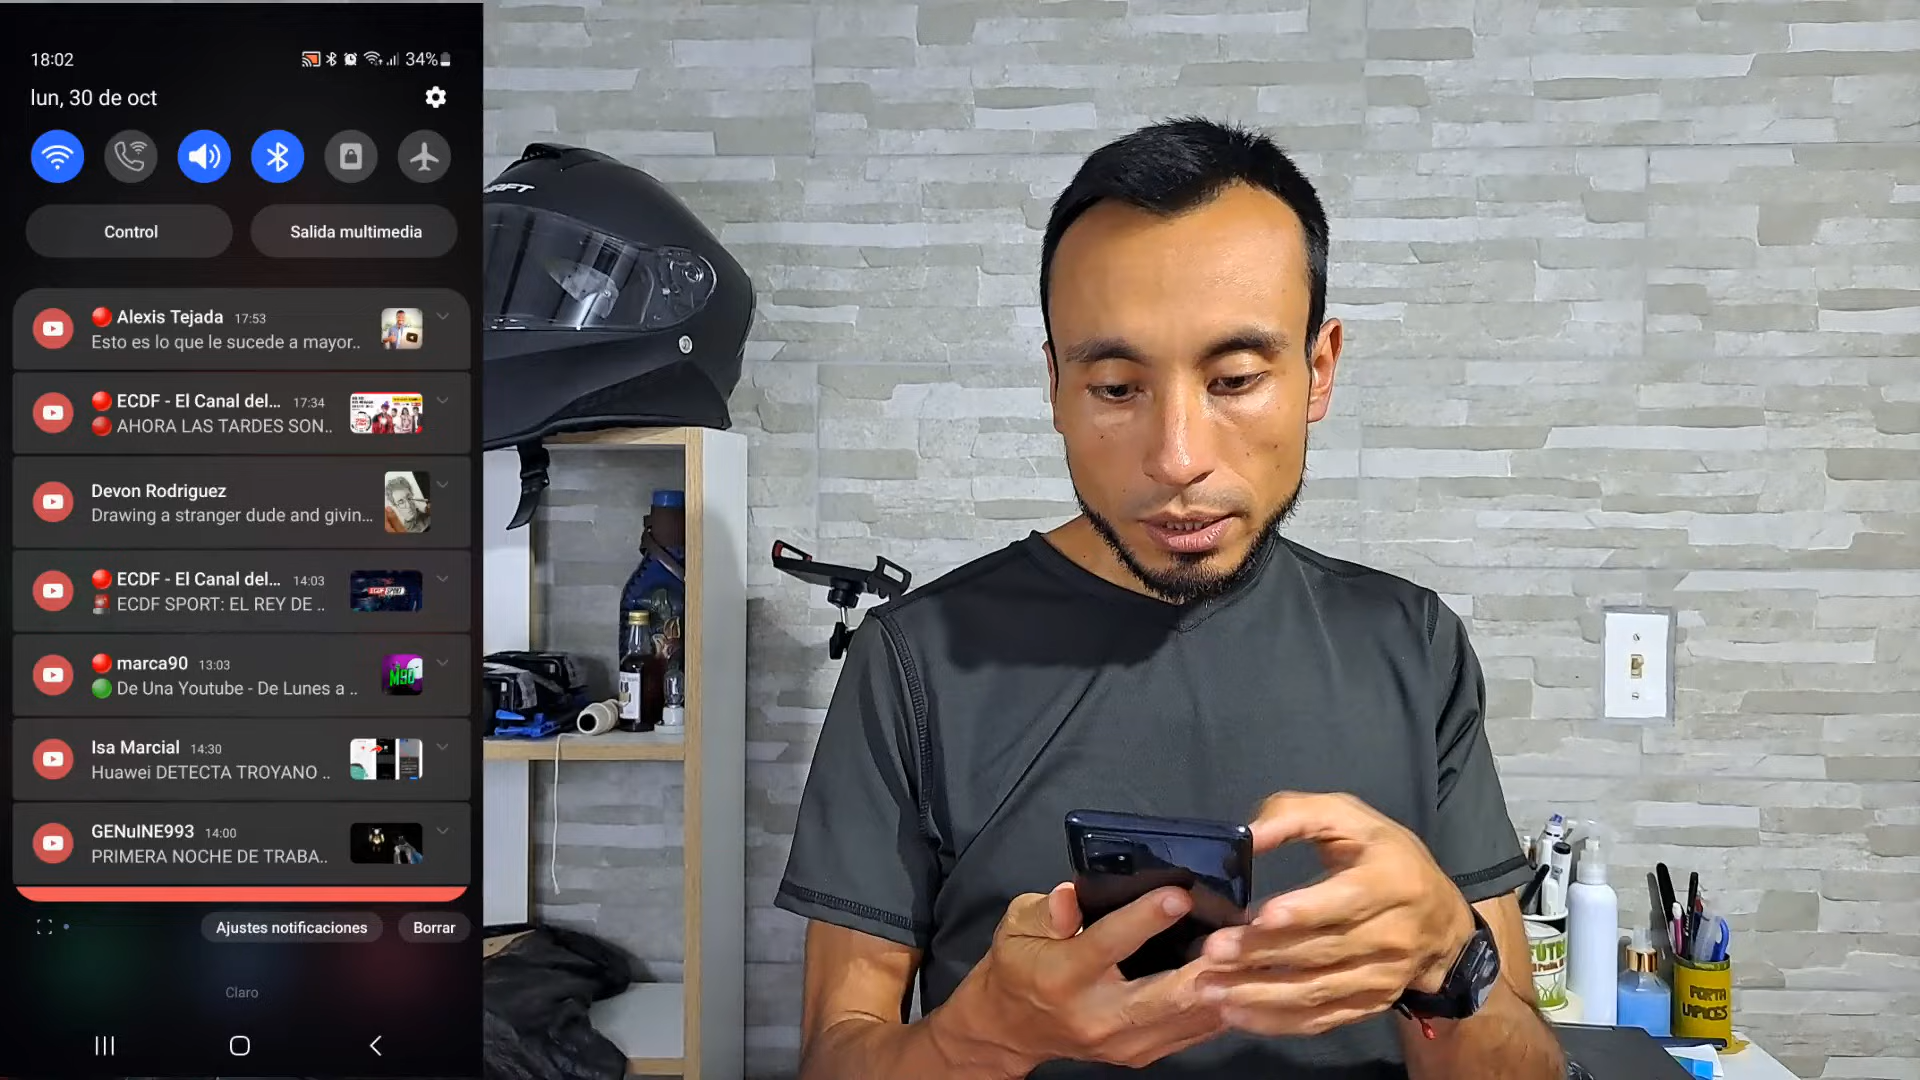 18:02
34%
lun, 30 de oct
Control
Salida multimedia
Alexis Tejada 17:53
Esto es lo que le sucede a mayor..
ECDF - El Canal del... 17:34
AHORA LAS TARDES SON..
Devon Rodriguez
Drawing a stranger dude and givin...
ECDF - El Canal del... 14:03
ECDF SPORT: EL REY DE ..
marca90 13:03
De Una Youtube - De Lunes a ..
M90
Isa Marcial 14:30
Huawei DETECTA TROYANO ..
GENuINE993 14:00
PRIMERA NOCHE DE TRABA..
Ajustes notificaciones
Borrar
Claro
PORTA
LAPICES